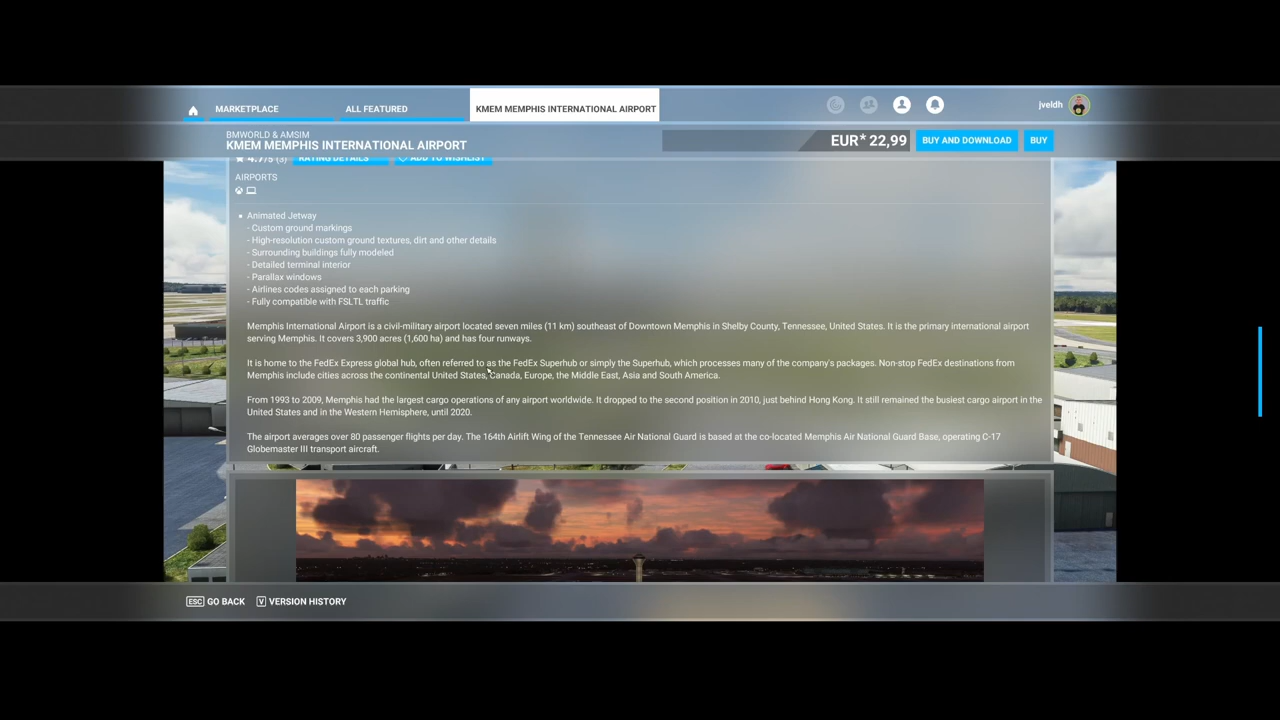 MARKETPLACE
ALL FEATURED
KMEM MEMPHIS INTERNATIONAL AIRPORT
jveldh
BMWORLD & AMSIM
KMEM MEMPHIS INTERNATIONAL AIRPORT
EUR* 22,99
BUY AND DOWNLOAD
BUY
4.7/5 (3)
RATING DETAILS
ADD TO WISHLIST
AIRPORTS
Animated Jetway
- Custom ground markings
- High-resolution custom ground textures, dirt and other details
- Surrounding buildings fully modeled
- Detailed terminal interior
- Parallax windows
- Airlines codes assigned to each parking
- Fully compatible with FSLTL traffic
Memphis International Airport is a civil-military airport located seven miles (11 km) southeast of Downtown Memphis in Shelby County, Tennessee, United States. It is the primary international airport
serving Memphis. It covers 3,900 acres (1,600 ha) and has four runways.
It is home to the FedEx Express global hub, often referred to as the FedEx Superhub or simply the Superhub, which processes many of the company's packages. Non-stop FedEx destinations from
Memphis include cities across the continental United States, Canada, Europe, the Middle East, Asia and South America.
From 1993 to 2009, Memphis had the largest cargo operations of any airport worldwide. It dropped to the second position in 2010, just behind Hong Kong. It still remained the busiest cargo airport in the
United States and in the Western Hemisphere, until 2020.
The airport averages over 80 passenger flights per day. The 164th Airlift Wing of the Tennessee Air National Guard is based at the co-located Memphis Air National Guard Base, operating C-17
Globemaster III transport aircraft.
ESC GO BACK
V VERSION HISTORY